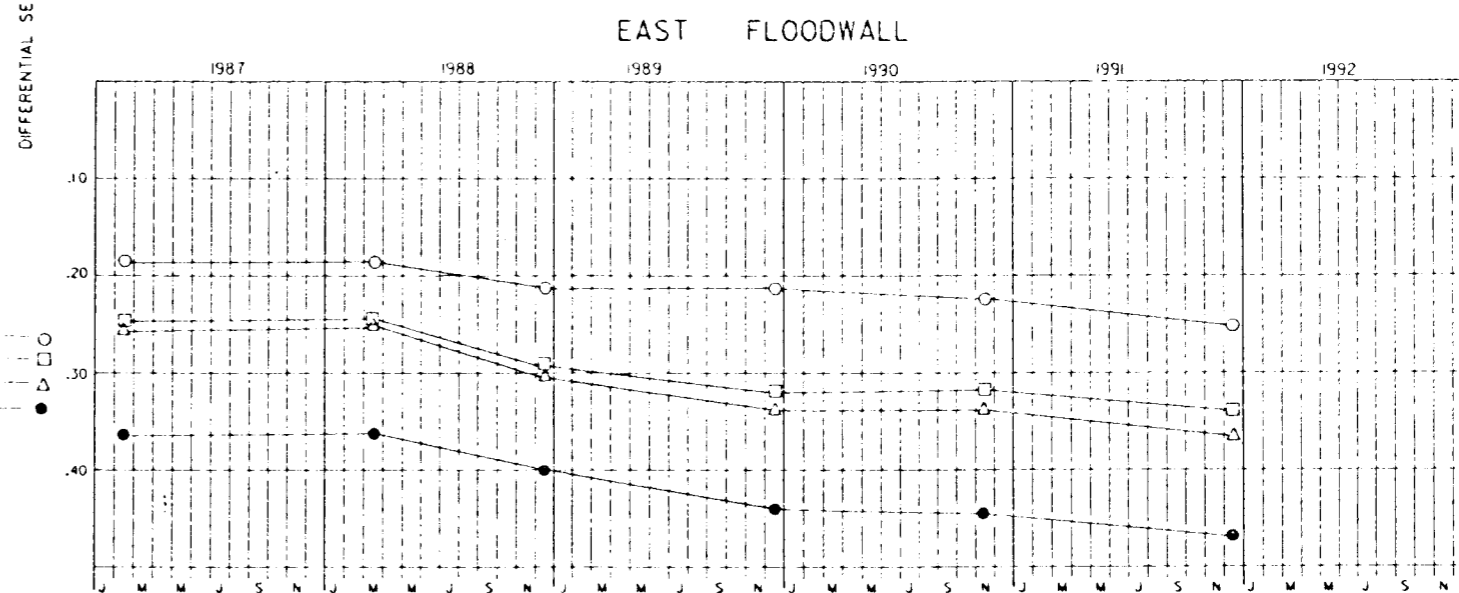 EAST FLOODWALL
DIFFERENTIAL SE
1987 1988 1989 1990 1991 1992
.10
.20
.30
.40
J M M J S N J M M J S N J M M J S N J M M J S N J M M J S N J M M J S N